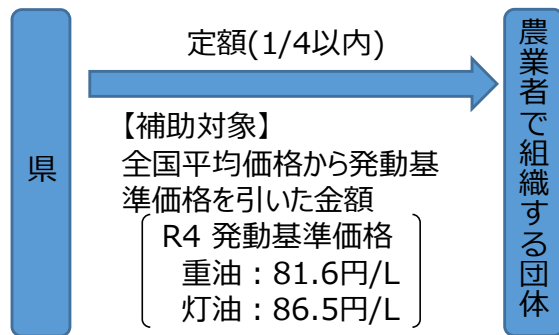 県
定額(1/4以内)
【補助対象】
全国平均価格から発動基
準価格を引いた金額
R4 発動基準価格
重油：81.6円/L
灯油：86.5円/L
農業者で組織する団体